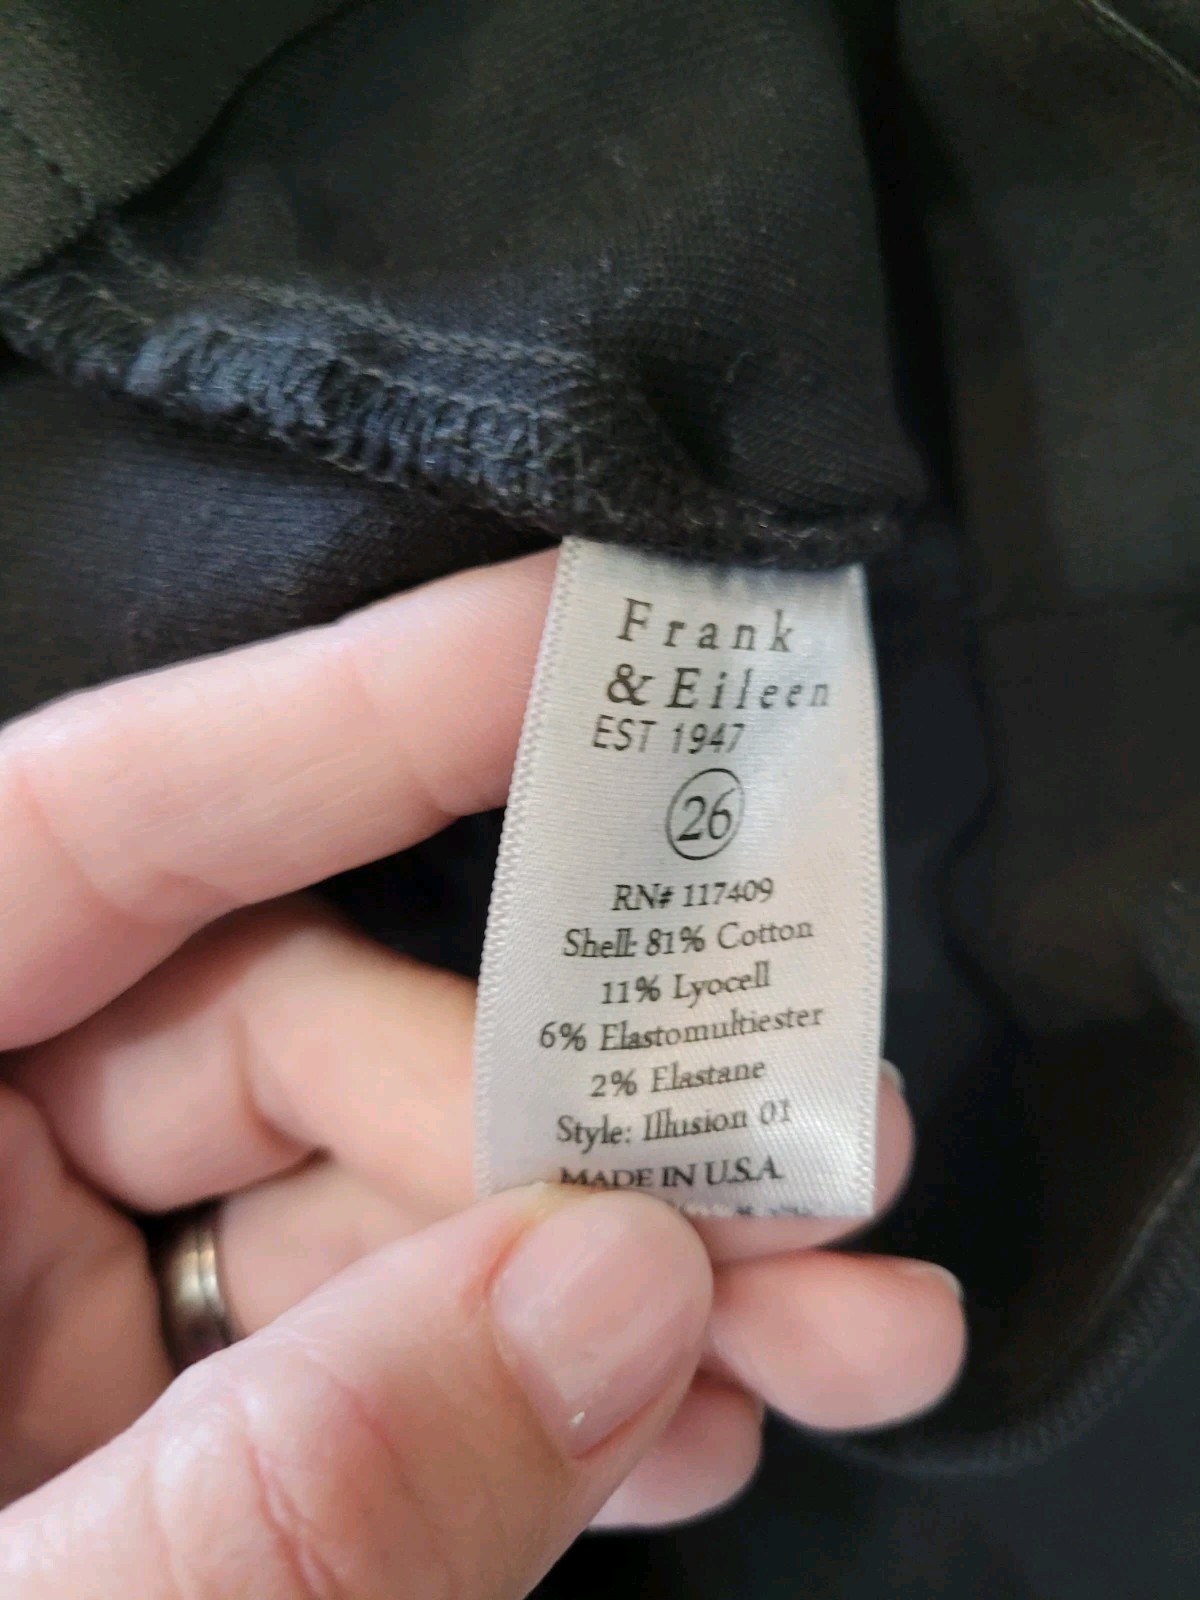 Frank
& Eileen
EST 1947
26
RN# 117409
Shell: 81% Cotton
11% Lyocell
6% Elastomultiester
2% Elastane
Style: Illusion 01
MADE IN U.S.A.